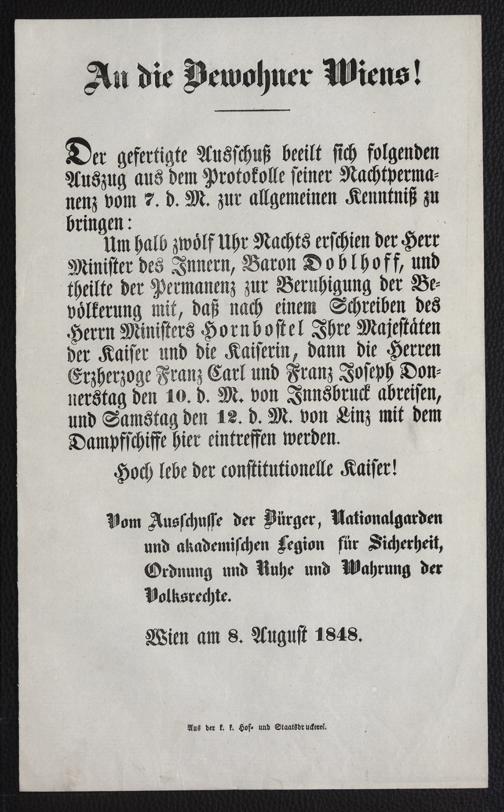 An die Bewohner Wiens!
Der gefertigte Ausschuß beeilt sich folgenden
Auszug aus dem Protokolle seiner Nachtperma-
nenz vom 7. d. M. zur allgemeinen Kenntniß zu
bringen:
Um halb zwölf Uhr Nachts erschien der Herr
Minister des Innern, Baron Doblhoff, und
theilte der Permanenz zur Beruhigung der Be-
völkerung mit, daß nach einem Schreiben des
Herrn Ministers Hornbostel Ihre Majestäten
der Kaiser und die Kaiserin, dann die Herren
Erzherzoge Franz Carl und Franz Joseph Don-
nerstag den 10. d. M. von Innsbruck abreisen,
und Samstag den 12. d. M. von Linz mit dem
Dampfschiffe hier eintreffen werden.
Hoch lebe der constitutionelle Kaiser!
Vom Ausschusse der Bürger, Nationalgarden
und akademischen Legion für Sicherheit,
Ordnung und Ruhe und Wahrung der
Volksrechte.
Wien am 8. August 1848.
Aus der k. k. Hof- und Staatsdruckerei.